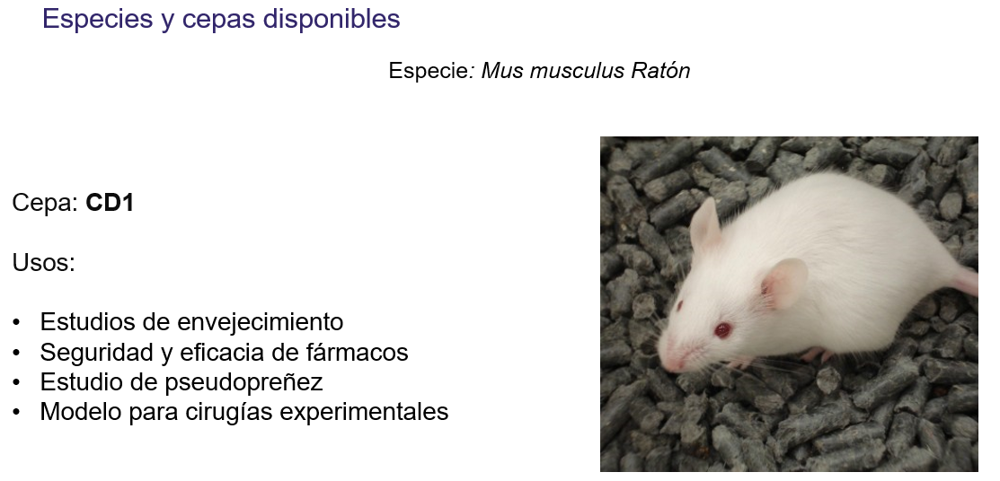 Especies y cepas disponibles
Especie: Mus musculus Ratón
Cepa: CD1
Usos:
• Estudios de envejecimiento
• Seguridad y eficacia de fármacos
• Estudio de pseudopreñez
• Modelo para cirugías experimentales